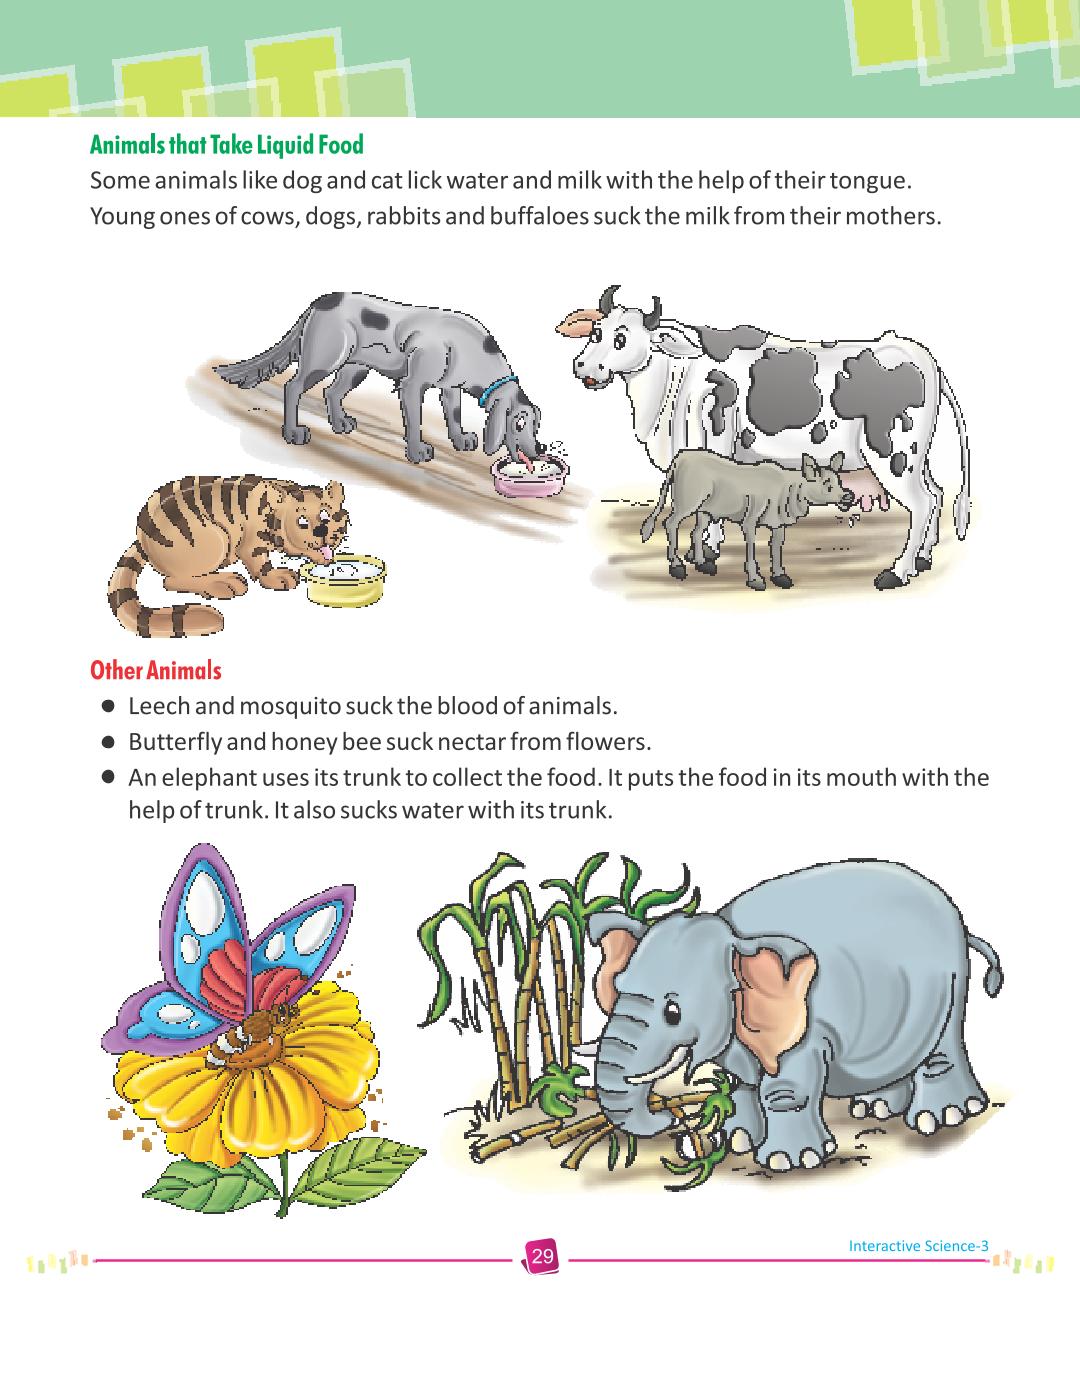 Animals that Take Liquid Food
Some animals like dog and cat lick water and milk with the help of their tongue.
Young ones of cows, dogs, rabbits and buffaloes suck the milk from their mothers.
Other Animals
● Leech and mosquito suck the blood of animals.
● Butterfly and honey bee suck nectar from flowers.
● An elephant uses its trunk to collect the food. It puts the food in its mouth with the
help of trunk. It also sucks water with its trunk.
Interactive Science-3
29